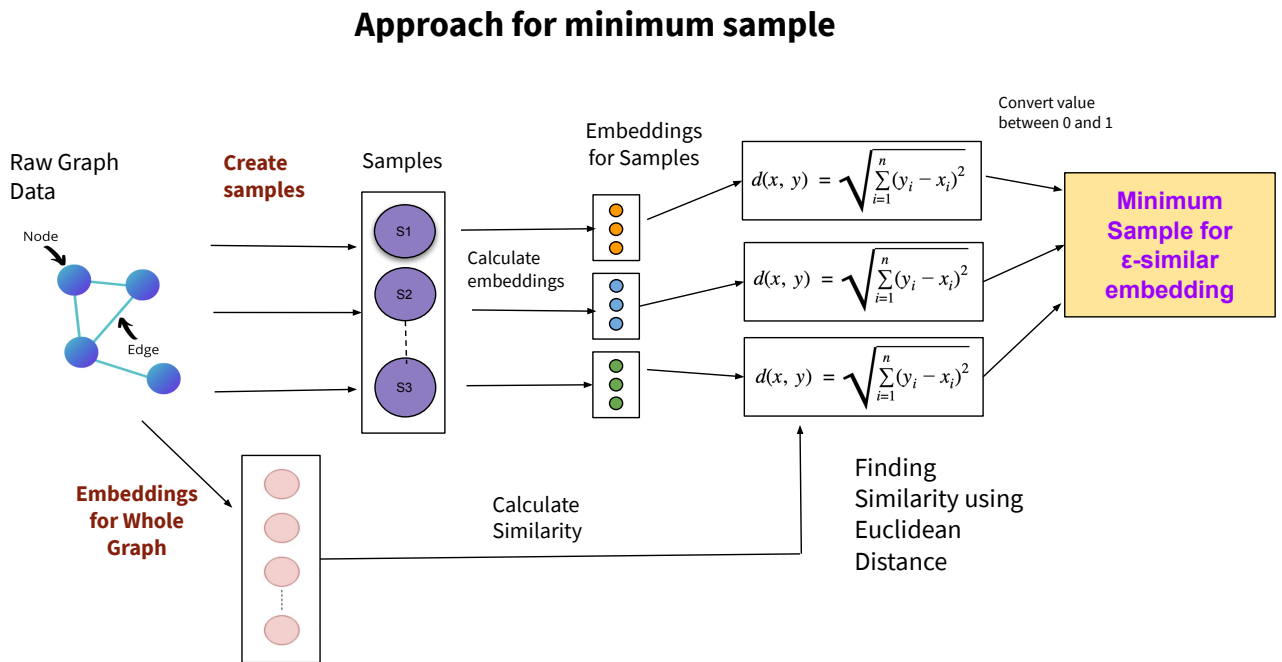 Approach for minimum sample
Convert value
between 0 and 1
Raw Graph
Data
Create
samples
Samples
Embeddings
for Samples
Node
Edge
S1
S2
S3
Calculate
embeddings
d(x, y) = √∑(y_i − x_i)^2 n i=1
d(x, y) = √∑(y_i − x_i)^2 n i=1
d(x, y) = √∑(y_i − x_i)^2 n i=1
Minimum
Sample for
ε-similar
embedding
Embeddings
for Whole
Graph
Calculate
Similarity
Finding
Similarity using
Euclidean
Distance